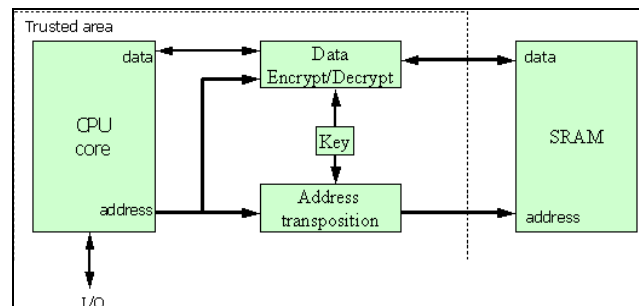 Trusted area
data
CPU
core
address
Data
Encrypt/Decrypt
Key
Address
transposition
data
SRAM
address
I/O